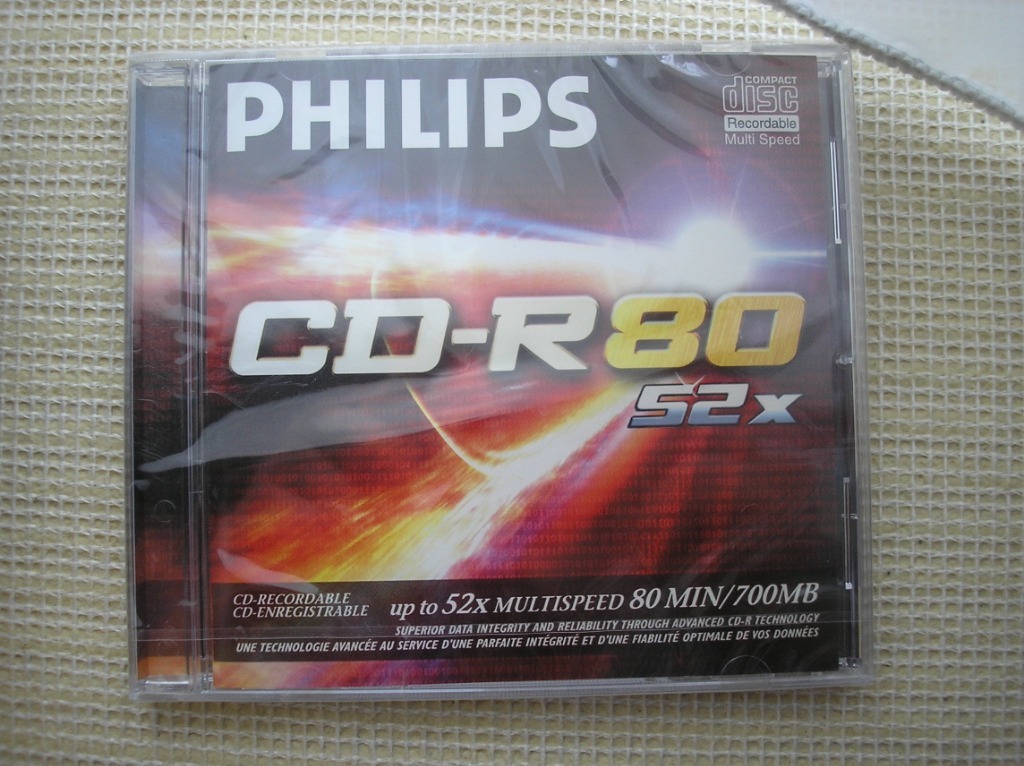 PHILIPS
COMPACT
disc
Recordable
Multi Speed
CD-R 80
52x
CD-RECORDABLE
CD-ENREGISTRABLE
up to 52x MULTISPEED 80 MIN/700MB
SUPERIOR DATA INTEGRITY AND RELIABILITY THROUGH ADVANCED CD-R TECHNOLOGY
UNE TECHNOLOGIE AVANCÉE AU SERVICE D'UNE PARFAITE INTÉGRITÉ ET D'UNE FIABILITÉ OPTIMALE DE VOS DONNÉES